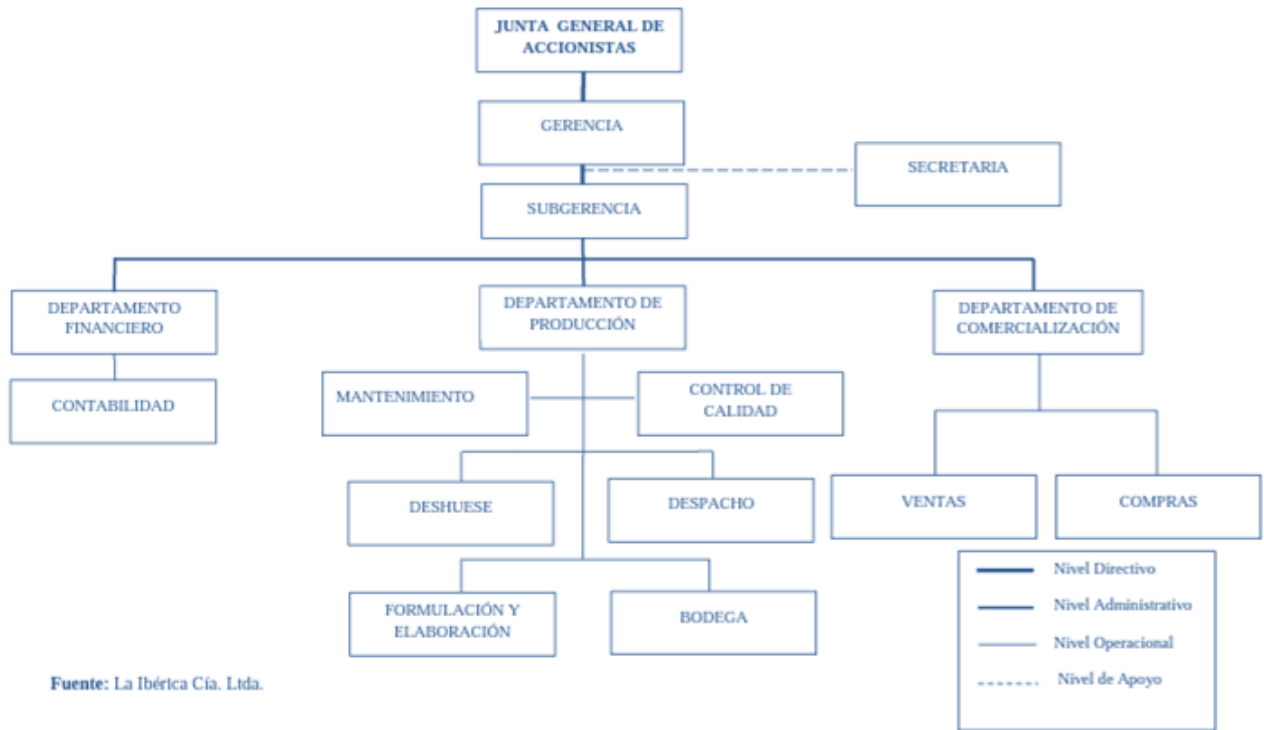 JUNTA GENERAL DE
ACCIONISTAS
GERENCIA
SECRETARIA
SUBGERENCIA
DEPARTAMENTO
FINANCIERO
DEPARTAMENTO DE
PRODUCCIÓN
DEPARTAMENTO DE
COMERCIALIZACIÓN
CONTABILIDAD
MANTENIMIENTO
CONTROL DE
CALIDAD
DESHUESE
DESPACHO
VENTAS
COMPRAS
FORMULACIÓN Y
ELABORACIÓN
BODEGA
Nivel Directivo
Nivel Administrativo
Nivel Operacional
Nivel de Apoyo
Fuente: La Ibérica Cía. Ltda.